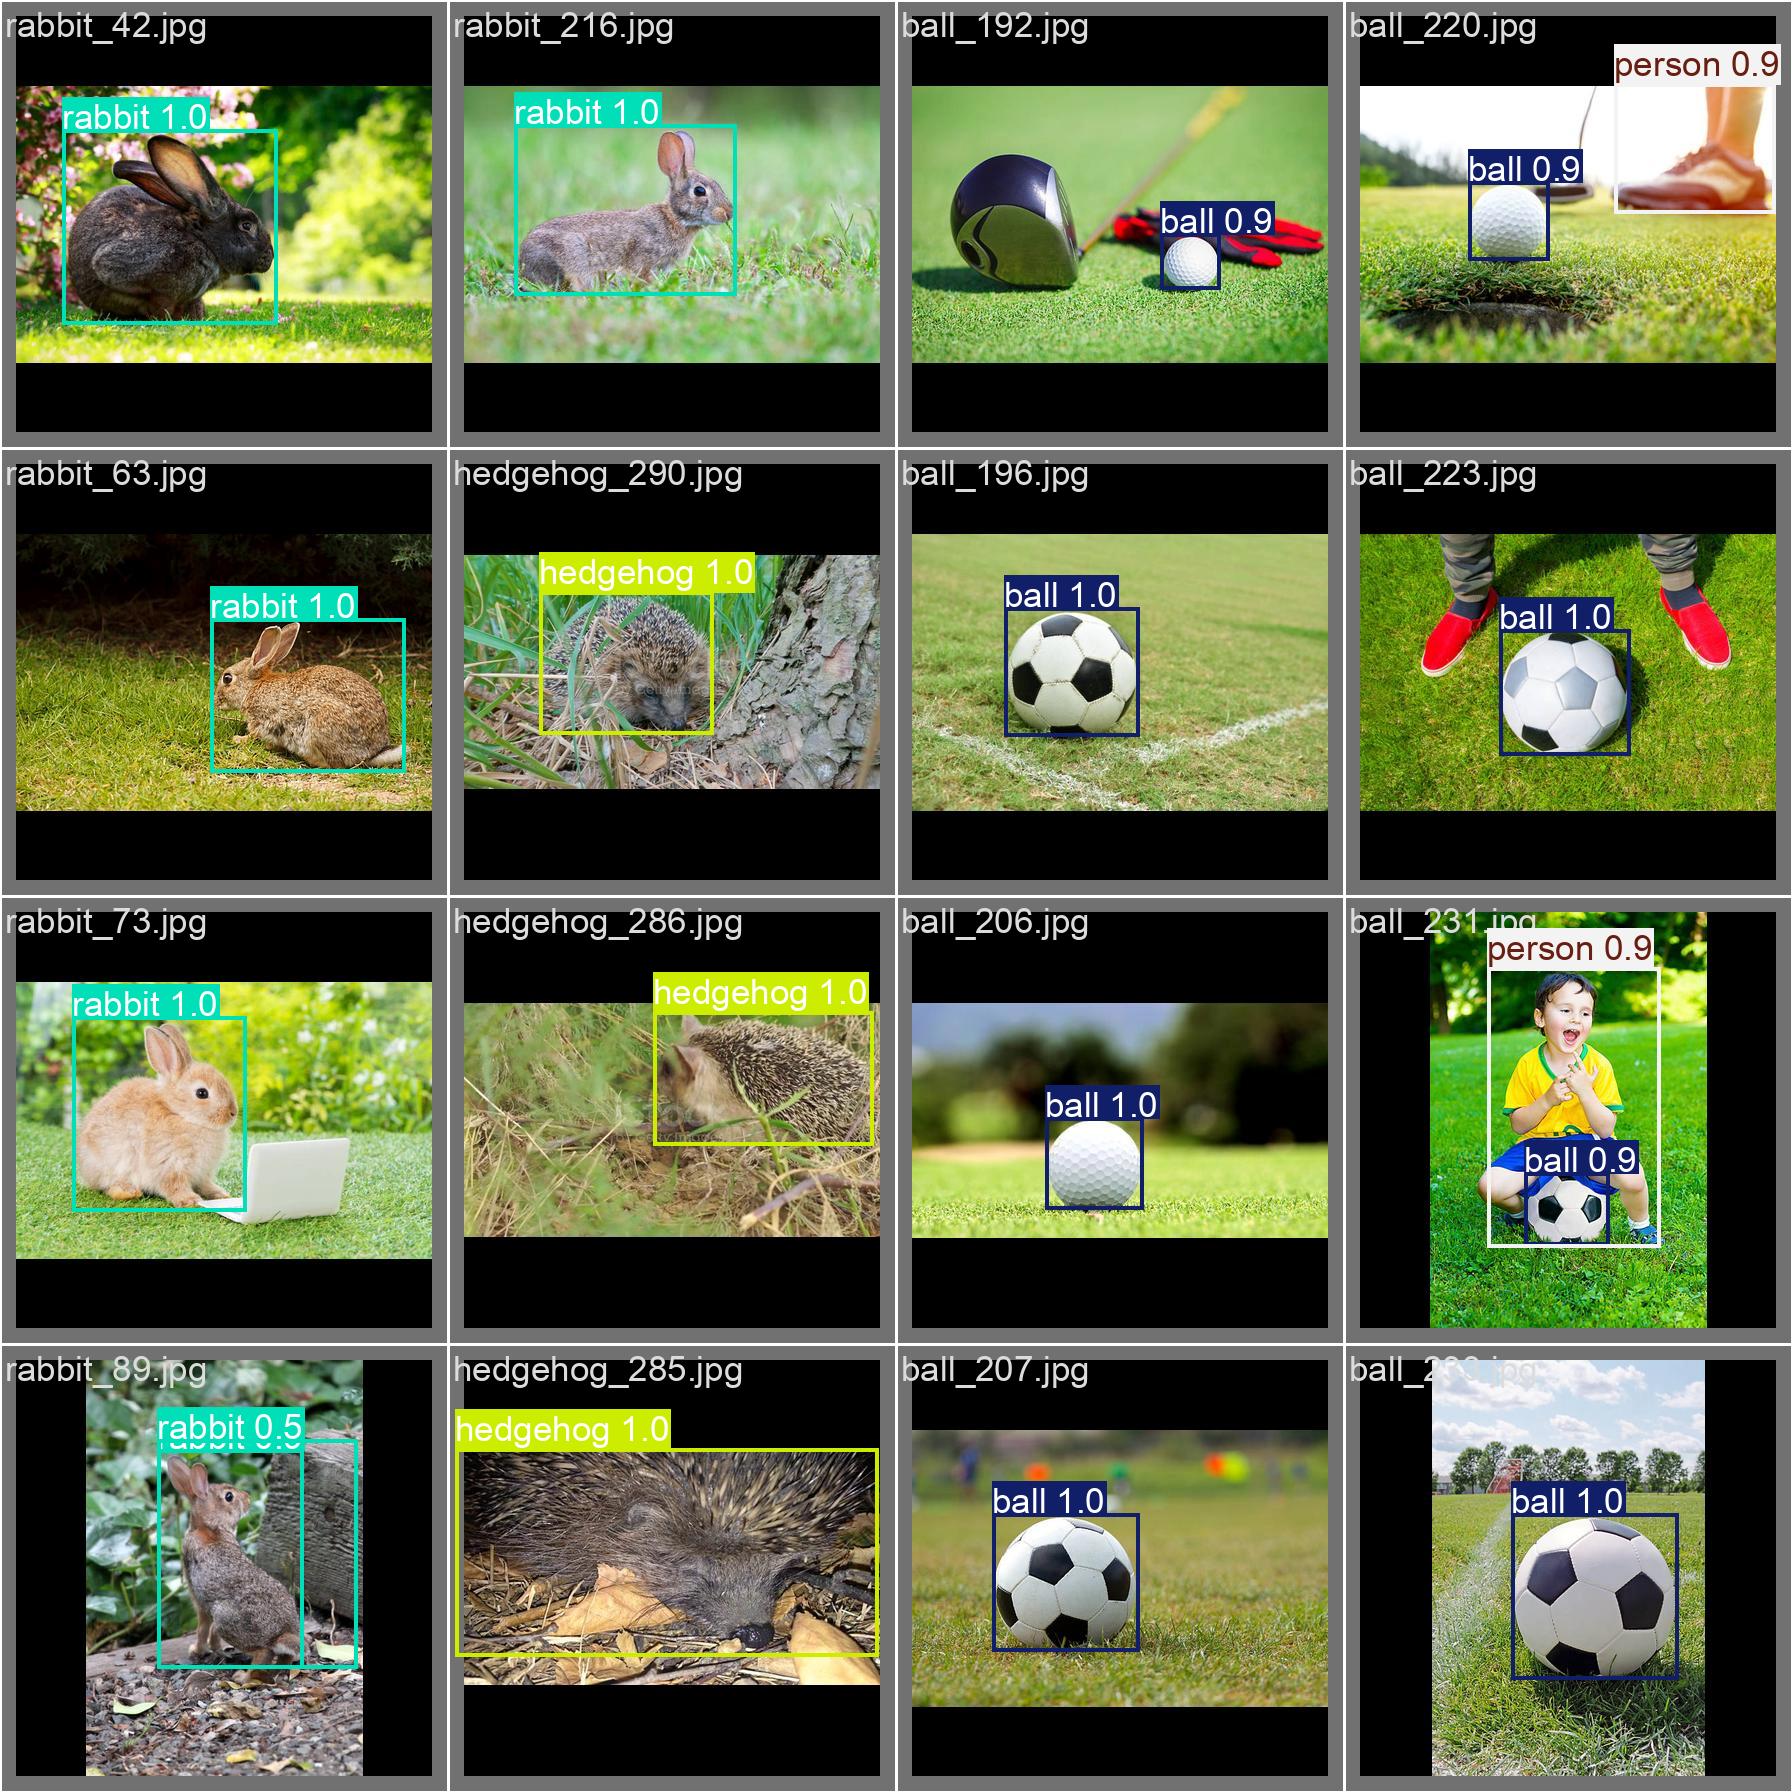 rabbit_42.jpg
rabbit 1.0
rabbit_216.jpg
rabbit 1.0
ball_192.jpg
ball 0.9
ball_220.jpg
person 0.9
ball 0.9
rabbit_63.jpg
rabbit 1.0
hedgehog_290.jpg
hedgehog 1.0
ball_196.jpg
ball 1.0
ball_223.jpg
ball 1.0
rabbit_73.jpg
rabbit 1.0
hedgehog_286.jpg
hedgehog 1.0
ball_206.jpg
ball 1.0
ball_231.jpg
person 0.9
ball 0.9
rabbit_89.jpg
rabbit 0.5
rabbit 0.5
hedgehog_285.jpg
hedgehog 1.0
ball_207.jpg
ball 1.0
ball 1.0